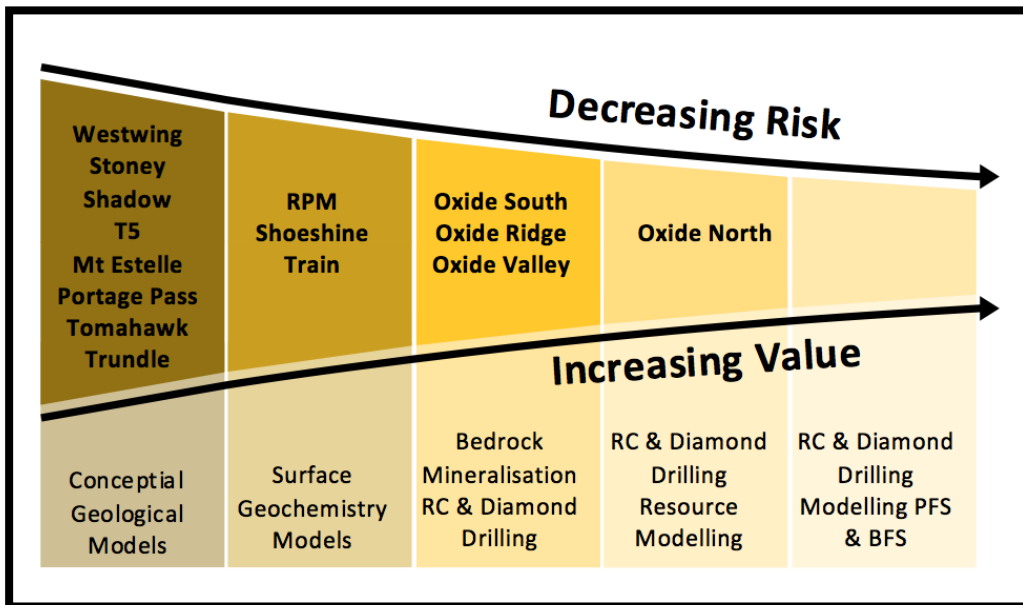 Decreasing Risk
Westwing
Stoney
Shadow
T5
Mt Estelle
Portage Pass
Tomahawk
Trundle
RPM
Shoeshine
Train
Oxide South
Oxide Ridge
Oxide Valley
Oxide North
Increasing Value
Conceptial
Geological
Models
Surface
Geochemistry
Models
Bedrock
Mineralisation
RC & Diamond
Drilling
RC & Diamond
Drilling
Resource
Modelling
RC & Diamond
Drilling
Modelling PFS
& BFS